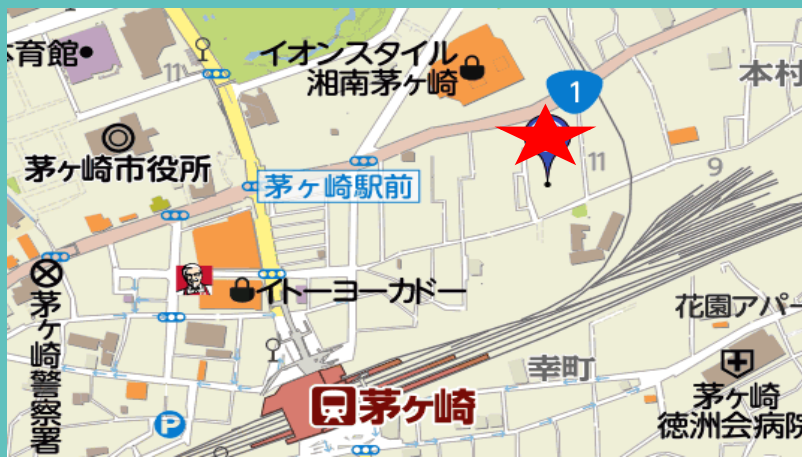 体育館
11
イオンスタイル
湘南茅ヶ崎
1
本村
茅ヶ崎市役所
11
9
茅ヶ崎駅前
イトーヨーカドー
茅ヶ崎警察署
花園アパー
幸町
茅ヶ崎
茅ヶ崎
徳洲会病院
P